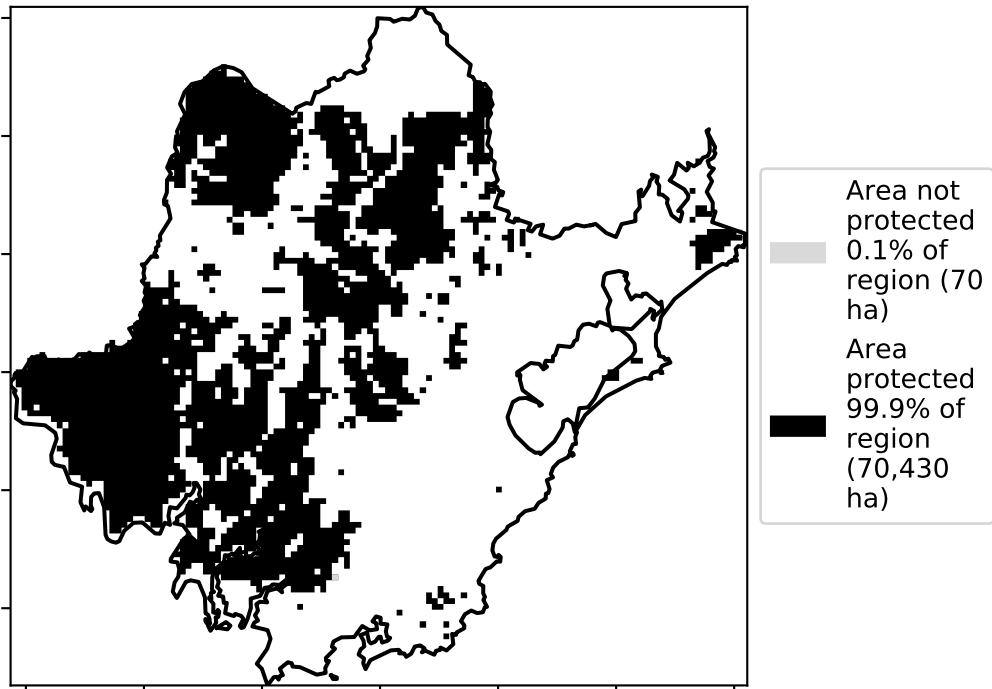 Area not
protected
0.1% of
region (70
ha)
Area
protected
99.9% of
region
(70,430
ha)